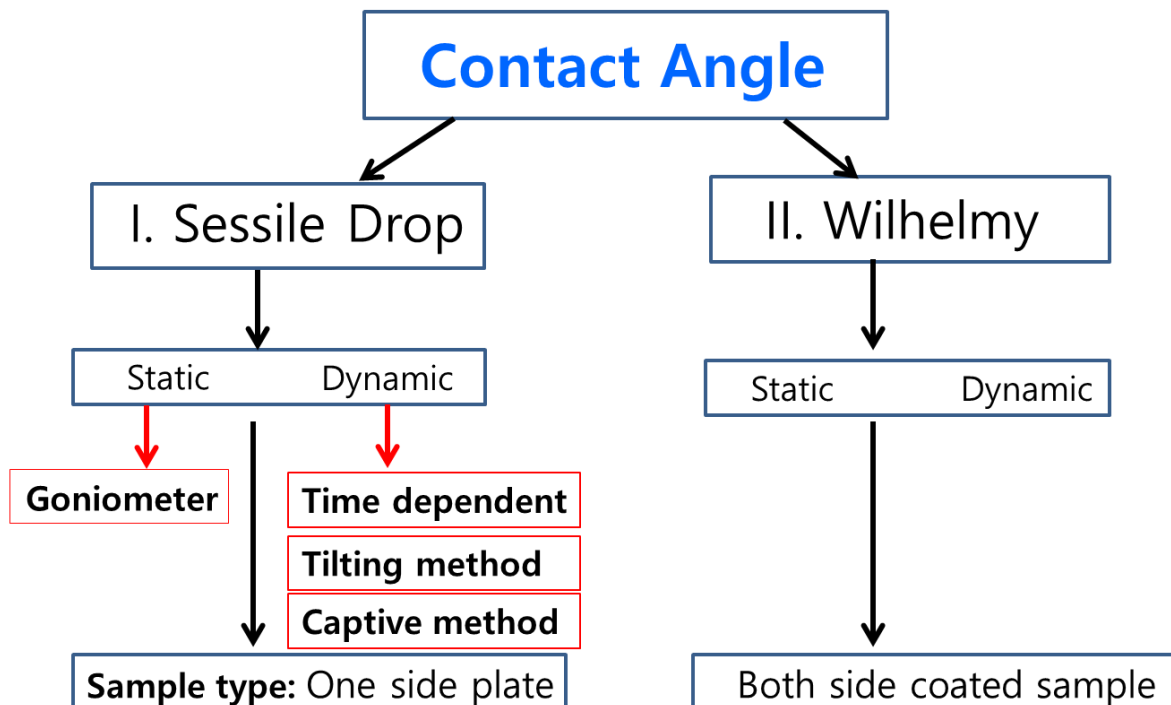 Contact Angle
I. Sessile Drop
II. Wilhelmy
Static Dynamic
Static Dynamic
Goniometer
Time dependent
Tilting method
Captive method
Sample type: One side plate
Both side coated sample